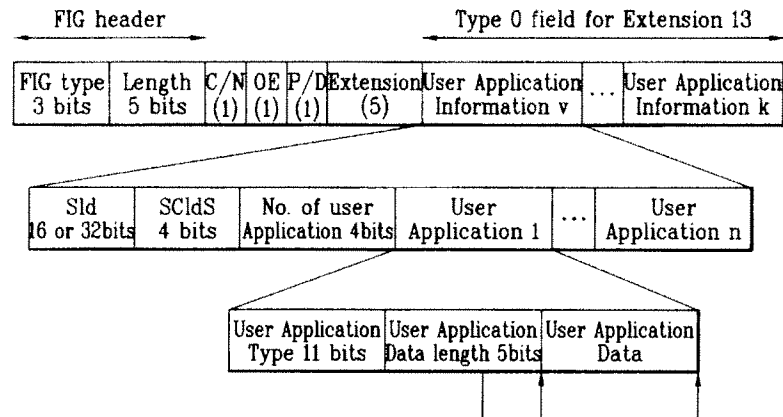 FIG header
Type 0 field for Extension 13
FIG type
3 bits
Length
5 bits
C/N
(1)
OE
(1)
P/D
(1)
Extension
(5)
User Application
Information v
...
User Application
Information k
SId
16 or 32bits
SCIdS
4 bits
No. of user
Application 4bits
User
Application 1
...
User
Application n
User Application
Type 11 bits
User Application
Data length 5bits
User Application
Data